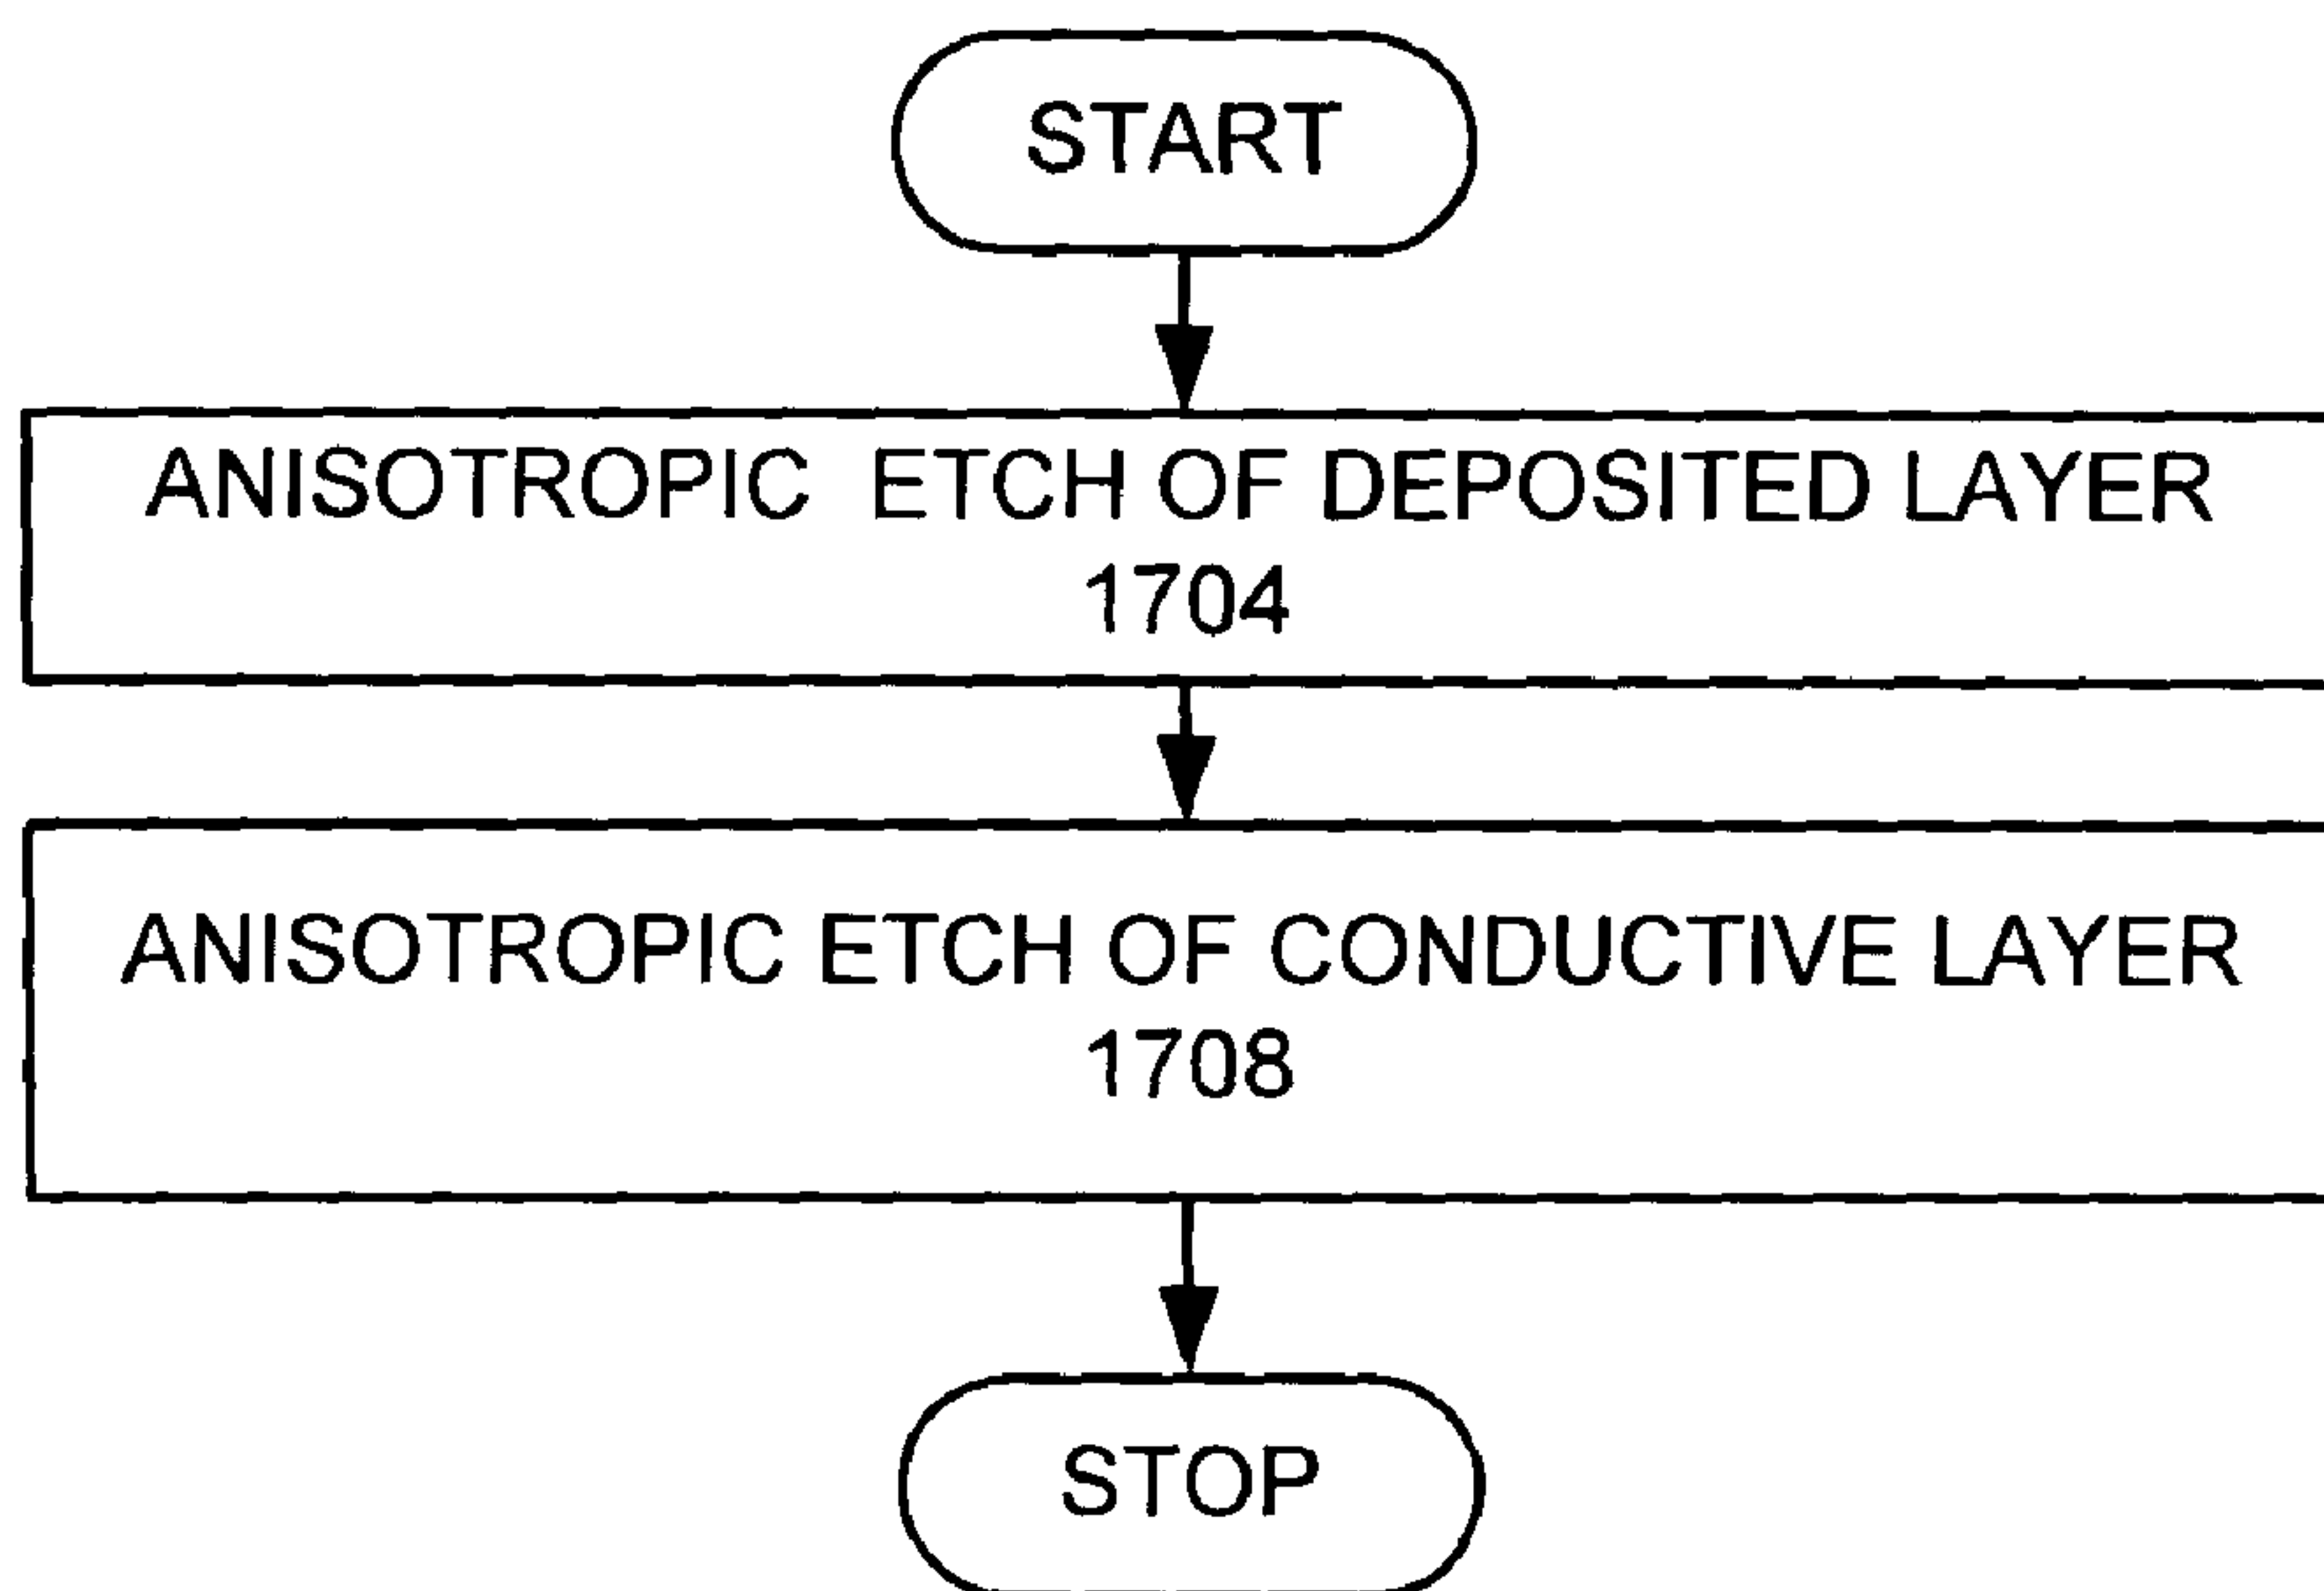 START
ANISOTROPIC ETCH OF DEPOSITED LAYER
1704
ANISOTROPIC ETCH OF CONDUCTIVE LAYER
1708
STOP